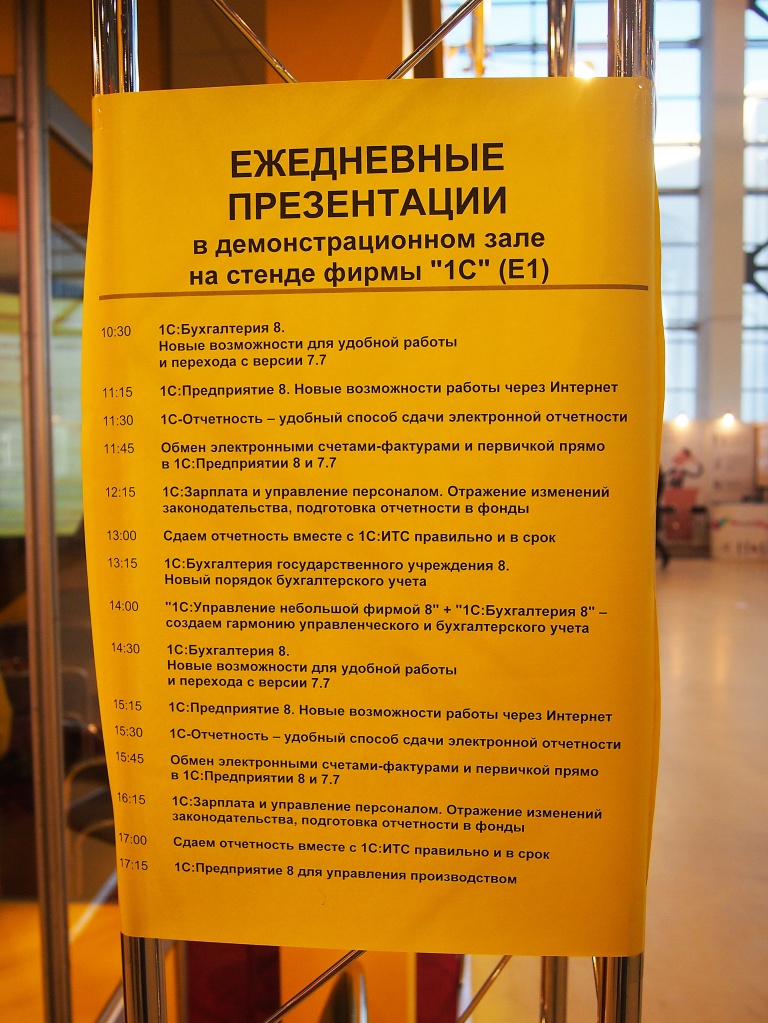 ЕЖЕДНЕВНЫЕ
ПРЕЗЕНТАЦИИ
в демонстрационном зале
на стенде фирмы "1С" (Е1)
10:30 1С:Бухгалтерия 8.
Новые возможности для удобной работы
и перехода с версии 7.7
11:15 1С:Предприятие 8. Новые возможности работы через Интернет
11:30 1С-Отчетность – удобный способ сдачи электронной отчетности
11:45 Обмен электронными счетами-фактурами и первичкой прямо
в 1С:Предприятии 8 и 7.7
12:15 1С:Зарплата и управление персоналом. Отражение изменений
законодательства, подготовка отчетности в фонды
13:00 Сдаем отчетность вместе с 1С:ИТС правильно и в срок
13:15 1С:Бухгалтерия государственного учреждения 8.
Новый порядок бухгалтерского учета
14:00 "1С:Управление небольшой фирмой 8" + "1С:Бухгалтерия 8" –
создаем гармонию управленческого и бухгалтерского учета
14:30 1С:Бухгалтерия 8.
Новые возможности для удобной работы
и перехода с версии 7.7
15:15 1С:Предприятие 8. Новые возможности работы через Интернет
15:30 1С-Отчетность – удобный способ сдачи электронной отчетности
15:45 Обмен электронными счетами-фактурами и первичкой прямо
в 1С:Предприятии 8 и 7.7
16:15 1С:Зарплата и управление персоналом. Отражение изменений
законодательства, подготовка отчетности в фонды
17:00 Сдаем отчетность вместе с 1С:ИТС правильно и в срок
17:15 1С:Предприятие 8 для управления производством